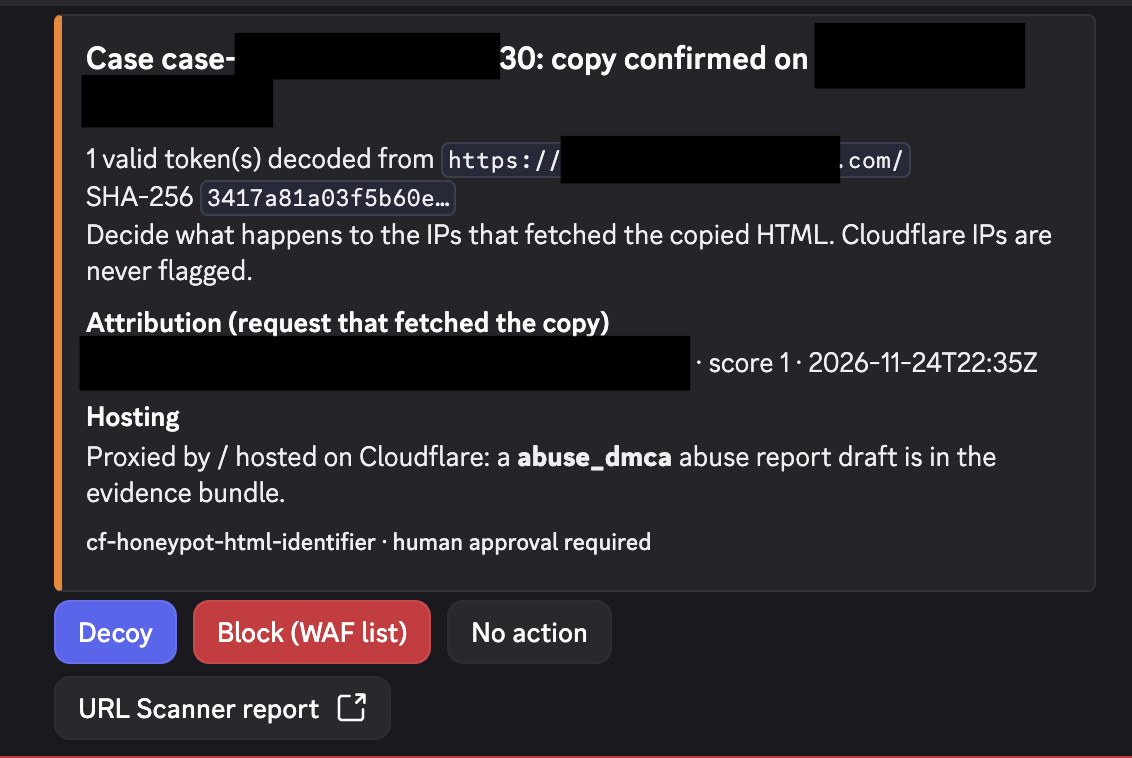 Case case-30: copy confirmed on
1 valid token(s) decoded from https://.com/
SHA-256 3417a81a03f5b60e…
Decide what happens to the IPs that fetched the copied HTML. Cloudflare IPs are
never flagged.
Attribution (request that fetched the copy)
· score 1 · 2026-11-24T22:35Z
Hosting
Proxied by / hosted on Cloudflare: a abuse_dmca abuse report draft is in the
evidence bundle.
cf-honeypot-html-identifier · human approval required
Decoy
Block (WAF list)
No action
URL Scanner report